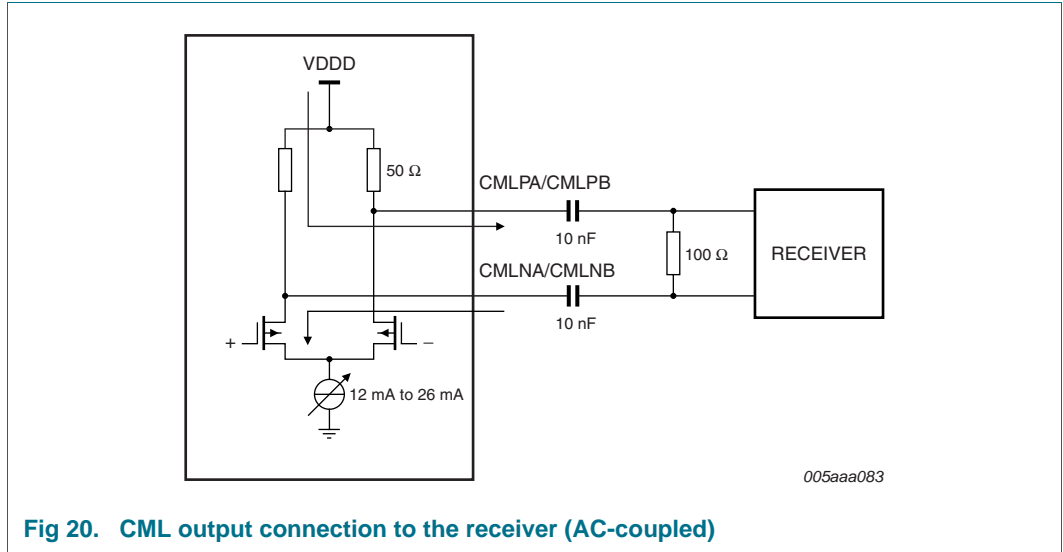 VDDD
50 Ω
CMLPA/CMLPB
10 nF
100 Ω
RECEIVER
CMLNA/CMLNB
10 nF
+
−
12 mA to 26 mA
005aaa083
Fig 20. CML output connection to the receiver (AC-coupled)